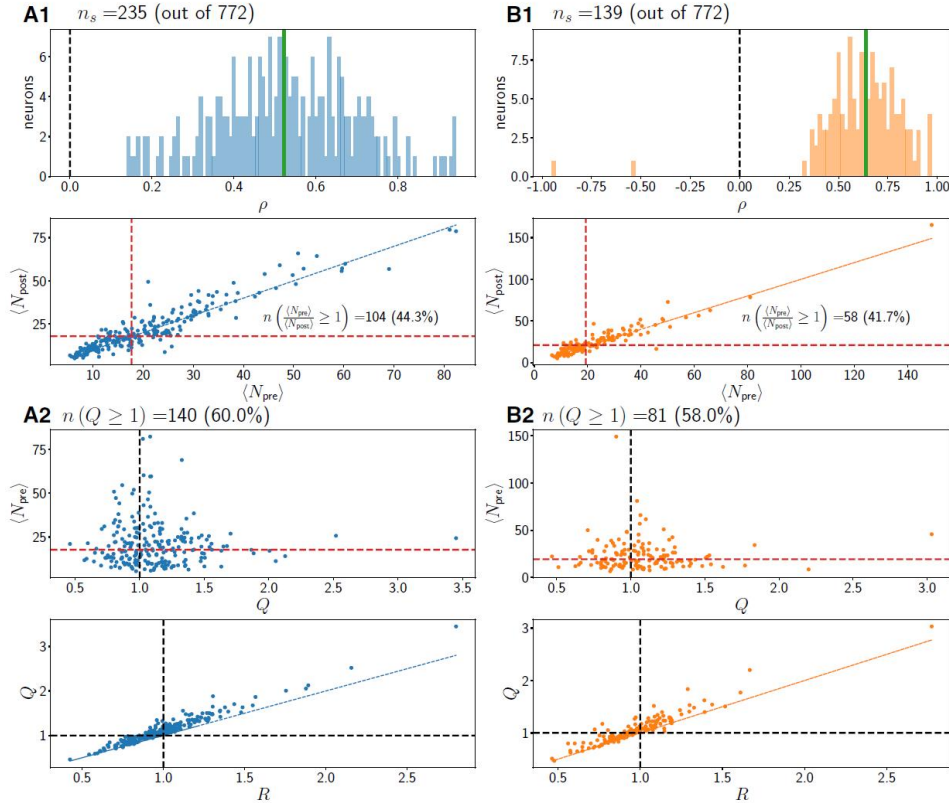 A1 n_s =235 (out of 772)
neurons
6
4
2
0
0.0 0.2 0.4 0.6 0.8
ρ
⟨N_post⟩
75
50
25
n(⟨N_pre⟩/⟨N_post⟩ ≥ 1) =104 (44.3%)
10 20 30 40 50 60 70 80
⟨N_pre⟩
B1 n_s =139 (out of 772)
neurons
7.5
5.0
2.5
0.0
-1.00 -0.75 -0.50 -0.25 0.00 0.25 0.50 0.75 1.00
ρ
⟨N_post⟩
150
100
50
0
n(⟨N_pre⟩/⟨N_post⟩ ≥ 1) =58 (41.7%)
0 20 40 60 80 100 120 140
⟨N_pre⟩
A2 n (Q ≥ 1) =140 (60.0%)
⟨N_pre⟩
75
50
25
0.5 1.0 1.5 2.0 2.5 3.0 3.5
Q
Q
3
2
1
0.5 1.0 1.5 2.0 2.5
R
B2 n (Q ≥ 1) =81 (58.0%)
⟨N_pre⟩
150
100
50
0
0.5 1.0 1.5 2.0 2.5 3.0
Q
Q
3
2
1
0.5 1.0 1.5 2.0 2.5
R